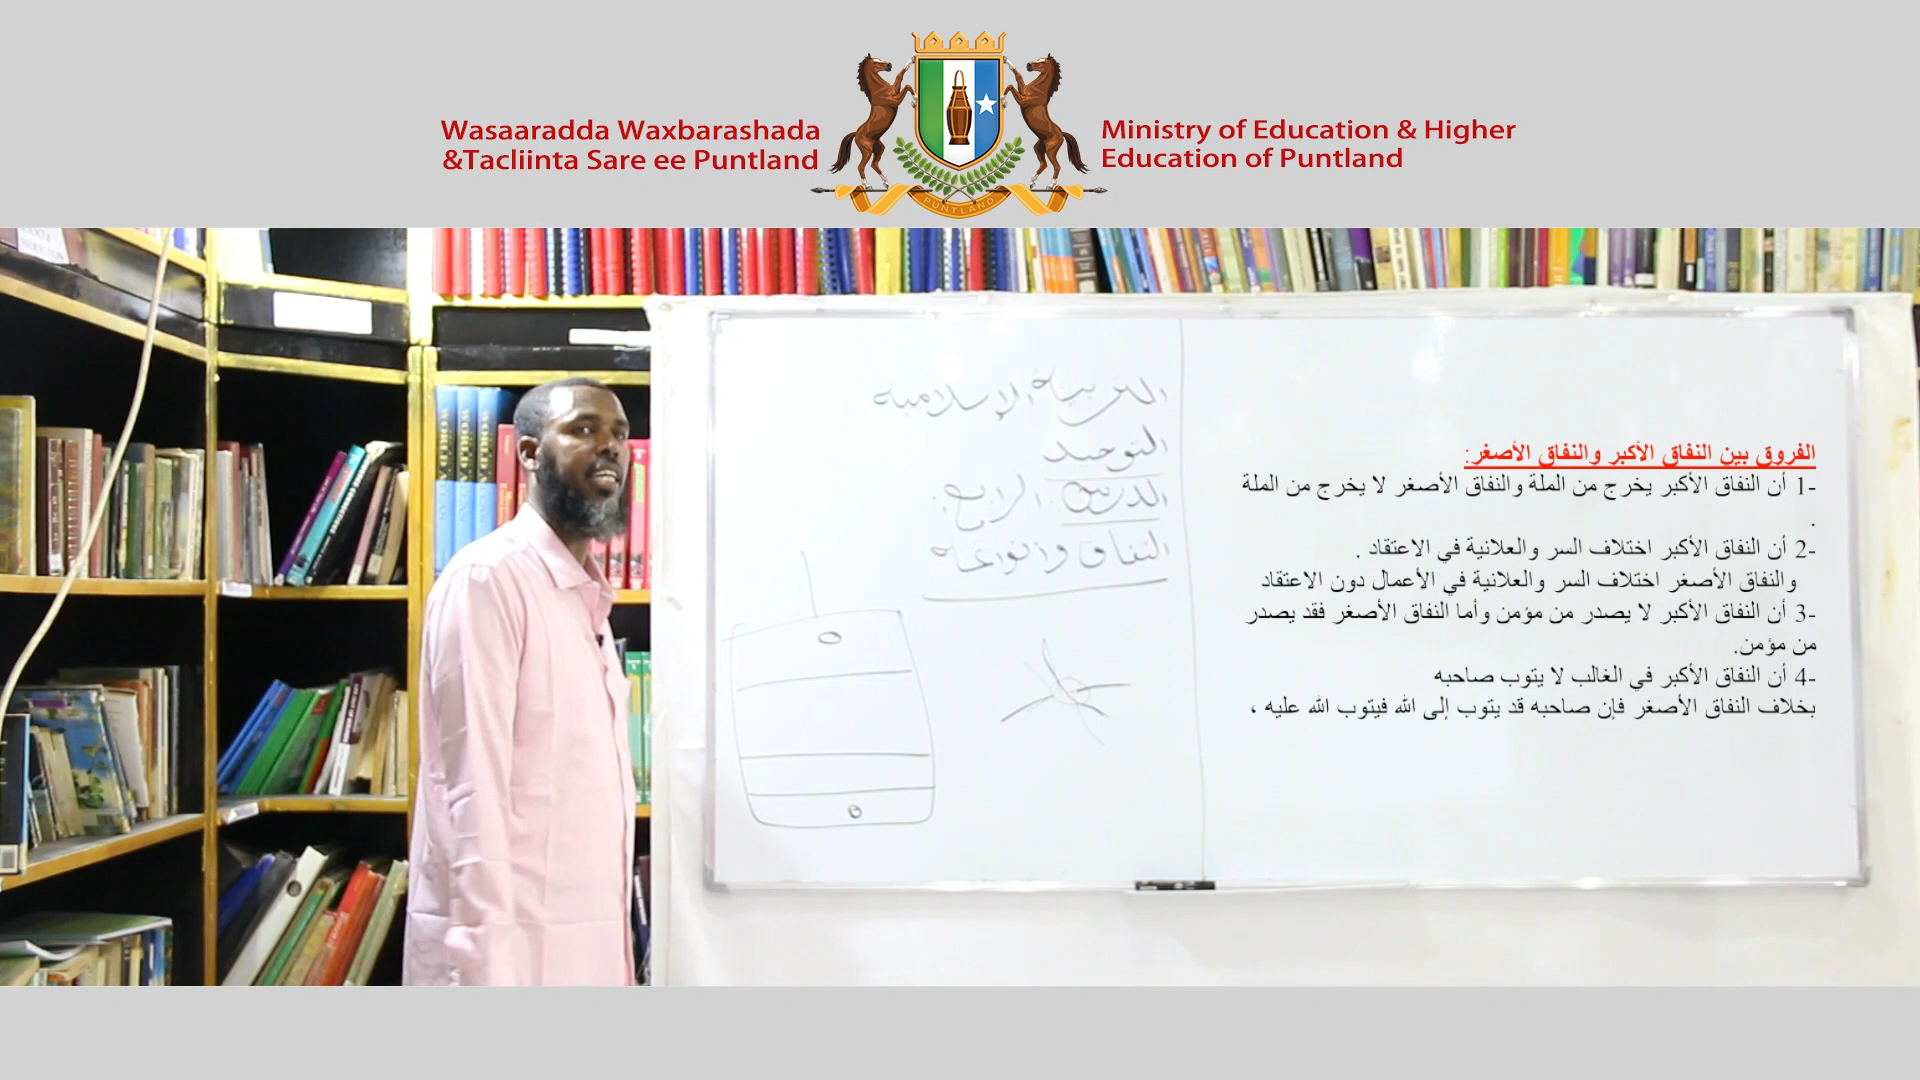 Wasaaradda Waxbarashada
&Tacliinta Sare ee Puntland
Ministry of Education & Higher
Education of Puntland
PUNTLAND
التربية الإسلامية
التوحيد
الدرس الرابع:
النفاق وأنواعه
الفروق بين النفاق الأكبر والنفاق الأصغر:
1- أن النفاق الأكبر يخرج من الملة والنفاق الأصغر لا يخرج من الملة
.
2- أن النفاق الأكبر اختلاف السر والعلانية في الاعتقاد .
والنفاق الأصغر اختلاف السر والعلانية في الأعمال دون الاعتقاد
3- أن النفاق الأكبر لا يصدر من مؤمن وأما النفاق الأصغر فقد يصدر
من مؤمن.
4- أن النفاق الأكبر في الغالب لا يتوب صاحبه
بخلاف النفاق الأصغر فإن صاحبه قد يتوب إلى الله فيتوب الله عليه ،
WORLD
WORLD
WORLD